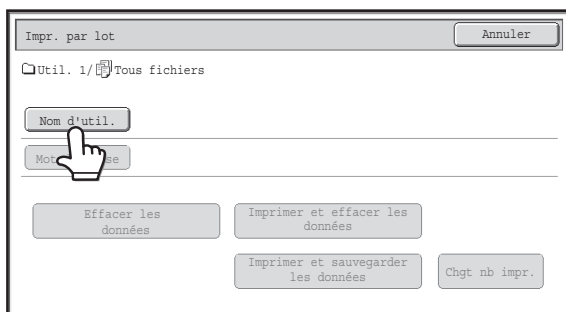 Impr. par lot
Annuler
Util. 1/ Tous fichiers
Nom d'util.
Effacer les
données
Imprimer et effacer les
données
Imprimer et sauvegarder
les données
Chgt nb impr.